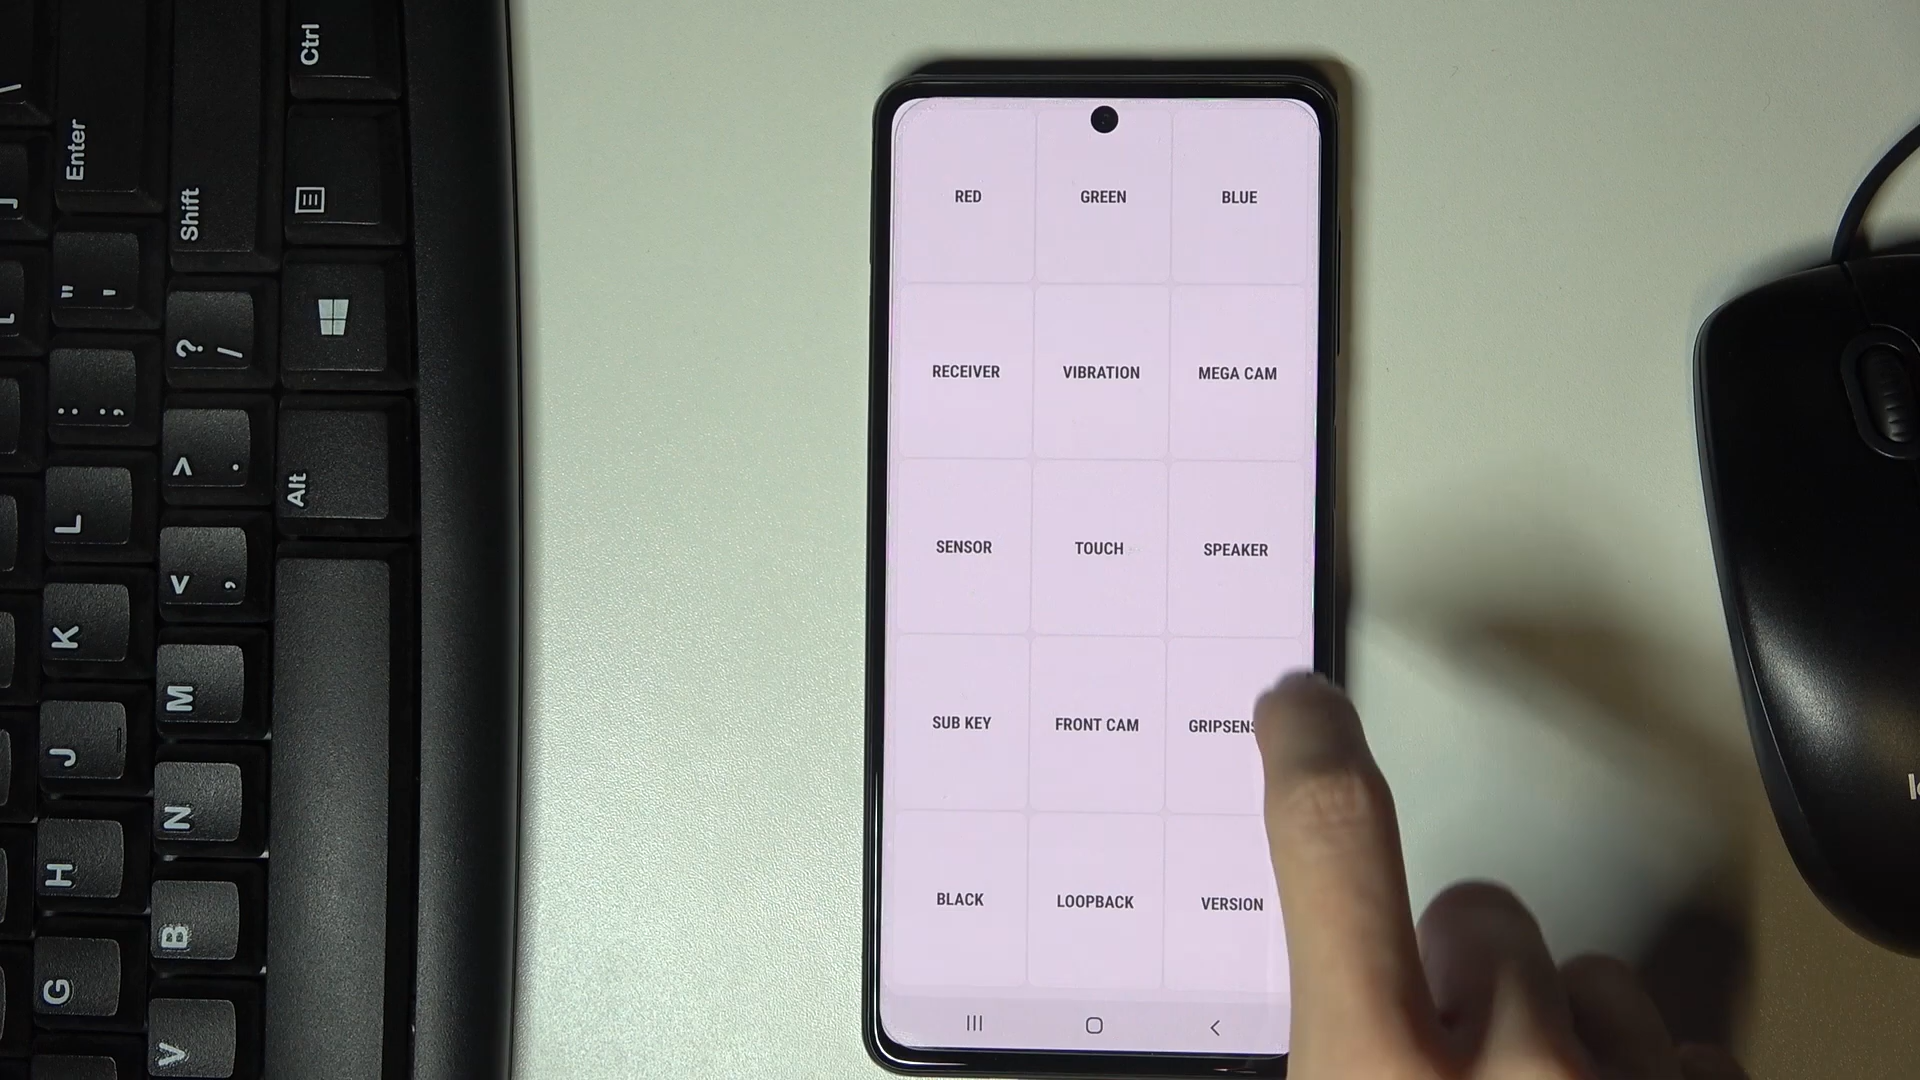 RED GREEN BLUE
RECEIVER VIBRATION MEGA CAM
SENSOR TOUCH SPEAKER
SUB KEY FRONT CAM
BLACK LOOPBACK VERSION
Ctrl
Enter
Shift
Alt
\
]
[
" '
? /
: ;
> .
L
< ,
K
M
J
N
H
B
G
V